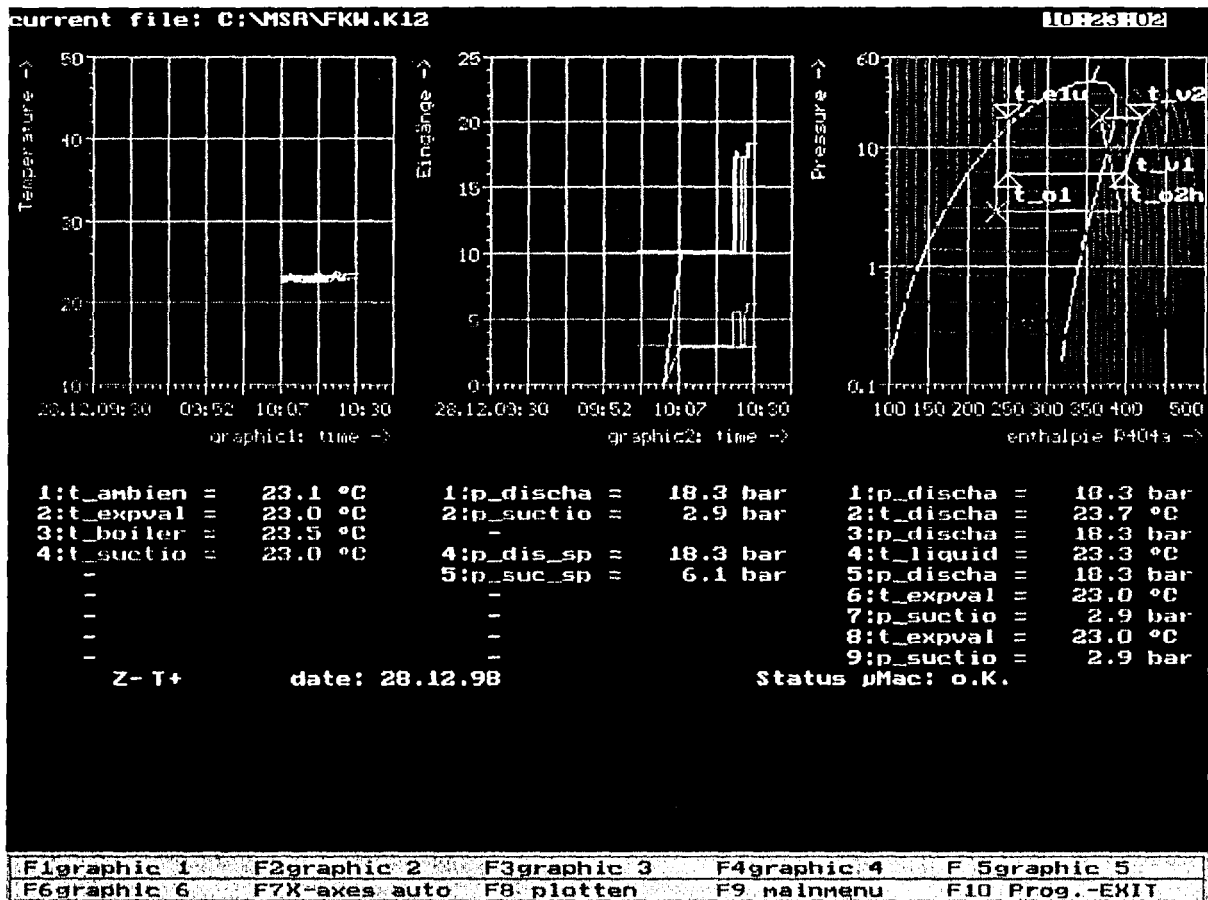 current file: C:\MSR\FKW.K12
10:23:02
Temperature ->
50
40
30
20
10
28.12.09:30 09:52 10:07 10:30
graphic1: time ->
Eingänge ->
25
20
15
10
5
0
28.12.09:30 09:52 10:07 10:30
graphic2: time ->
Pressure ->
60
10
1
0.1
t_e1u
t_v2
t_v1
t_o1
t_o2h
100 150 200 250 300 350 400 500
enthalpie R404a ->
1:t_ambien = 23.1 °C
2:t_expval = 23.0 °C
3:t_boiler = 23.5 °C
4:t_suctio = 23.0 °C
-
-
-
-
-
1:p_discha = 18.3 bar
2:p_suctio = 2.9 bar
-
4:p_dis_sp = 18.3 bar
5:p_suc_sp = 6.1 bar
-
-
-
-
1:p_discha = 18.3 bar
2:t_discha = 23.7 °C
3:p_discha = 18.3 bar
4:t_liquid = 23.3 °C
5:p_discha = 18.3 bar
6:t_expval = 23.0 °C
7:p_suctio = 2.9 bar
8:t_expval = 23.0 °C
9:p_suctio = 2.9 bar
Z- T+ date: 28.12.98 Status µMac: o.K.
F1graphic 1 F2graphic 2 F3graphic 3 F4graphic 4 F 5graphic 5
F6graphic 6 F7X-axes auto F8 plotten F9 mainmenu F10 Prog.-EXIT